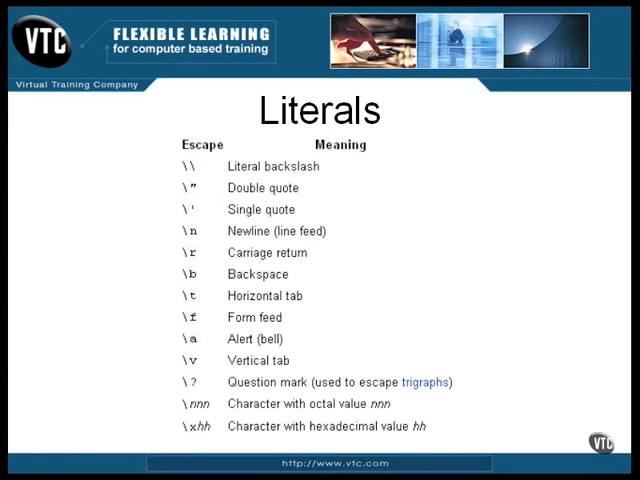 VTC
FLEXIBLE LEARNING
for computer based training
Virtual Training Company
Literals
Escape Meaning
\\ Literal backslash
\" Double quote
\' Single quote
\n Newline (line feed)
\r Carriage return
\b Backspace
\t Horizontal tab
\f Form feed
\a Alert (bell)
\v Vertical tab
\? Question mark (used to escape trigraphs)
\nnn Character with octal value nnn
\xhh Character with hexadecimal value hh
VTC
http://www.vtc.com